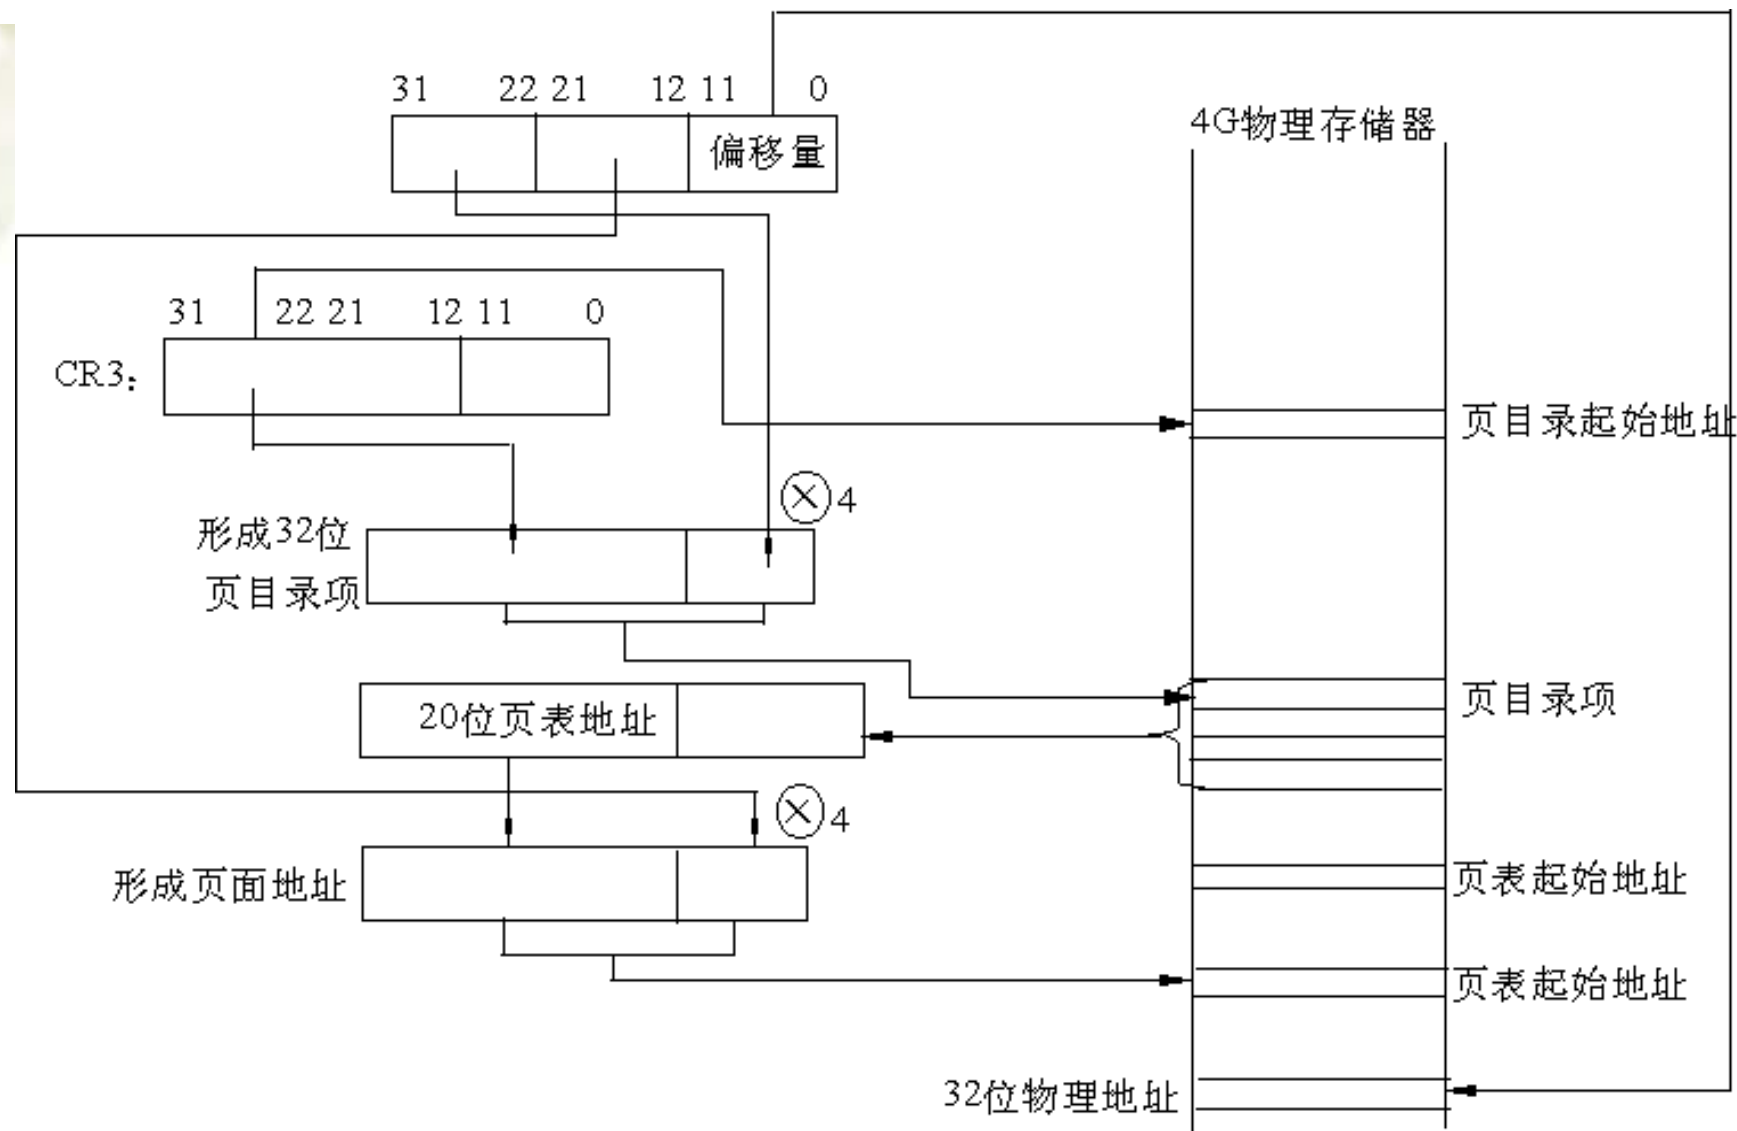 31 22 21 12 11 0
偏移量
4G物理存储器
31 22 21 12 11 0
CR3:
页目录起始地址
4
形成32位
页目录项
20位页表地址
页目录项
4
形成页面地址
页表起始地址
页表起始地址
32位物理地址